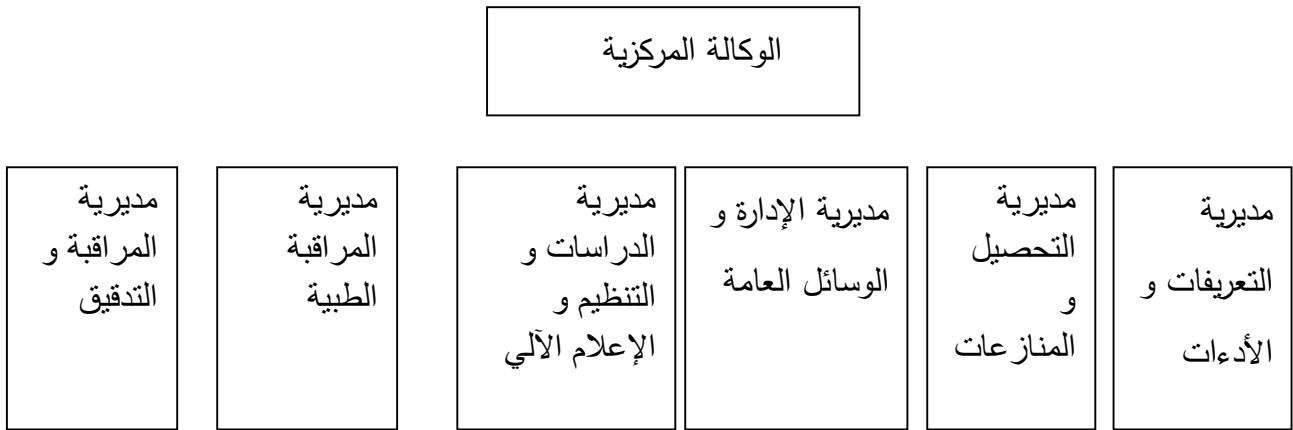 الوكالة المركزية
مديرية
التعريفات و
الأدءات
مديرية
التحصيل
و
المنازعات
مديرية الإدارة و
الوسائل العامة
مديرية
الدراسات و
التنظيم و
الإعلام الآلي
مديرية
المراقبة
الطبية
مديرية
المراقبة و
التدقيق